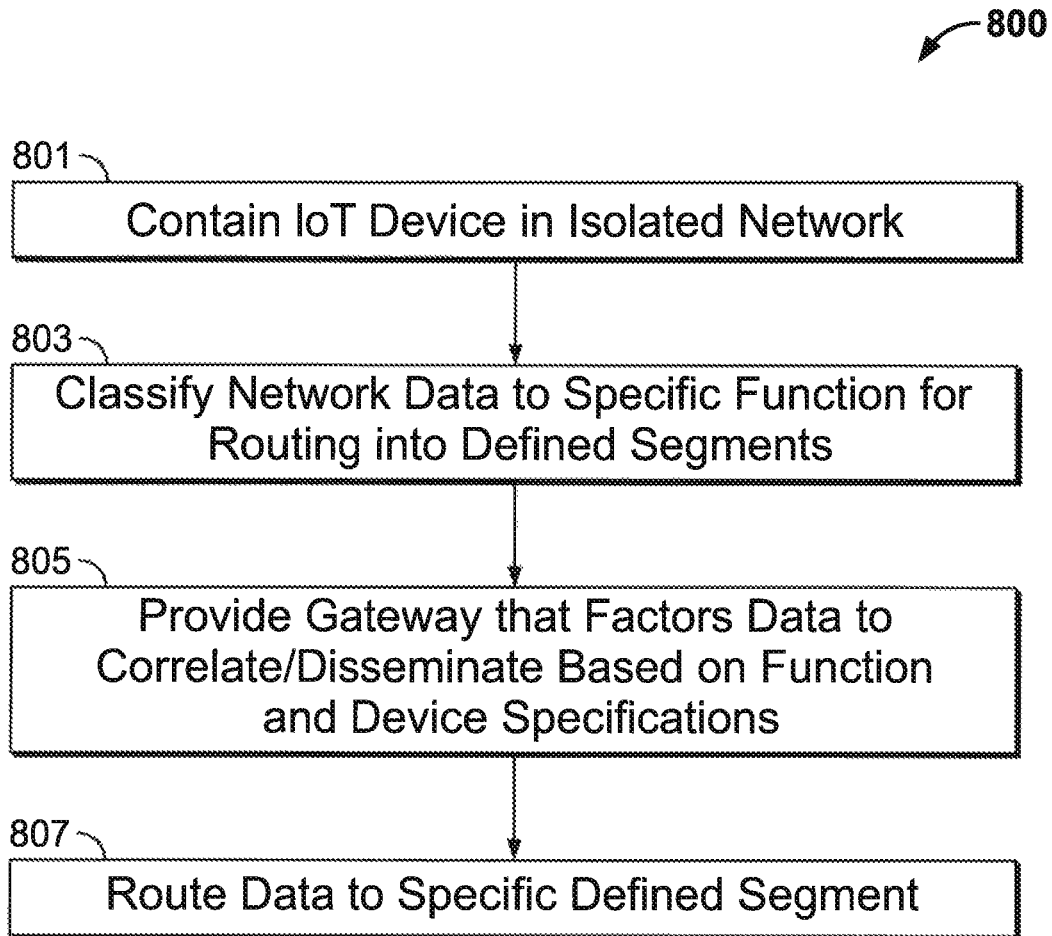 800
801
Contain IoT Device in Isolated Network
803
Classify Network Data to Specific Function for
Routing into Defined Segments
805
Provide Gateway that Factors Data to
Correlate/Disseminate Based on Function
and Device Specifications
807
Route Data to Specific Defined Segment